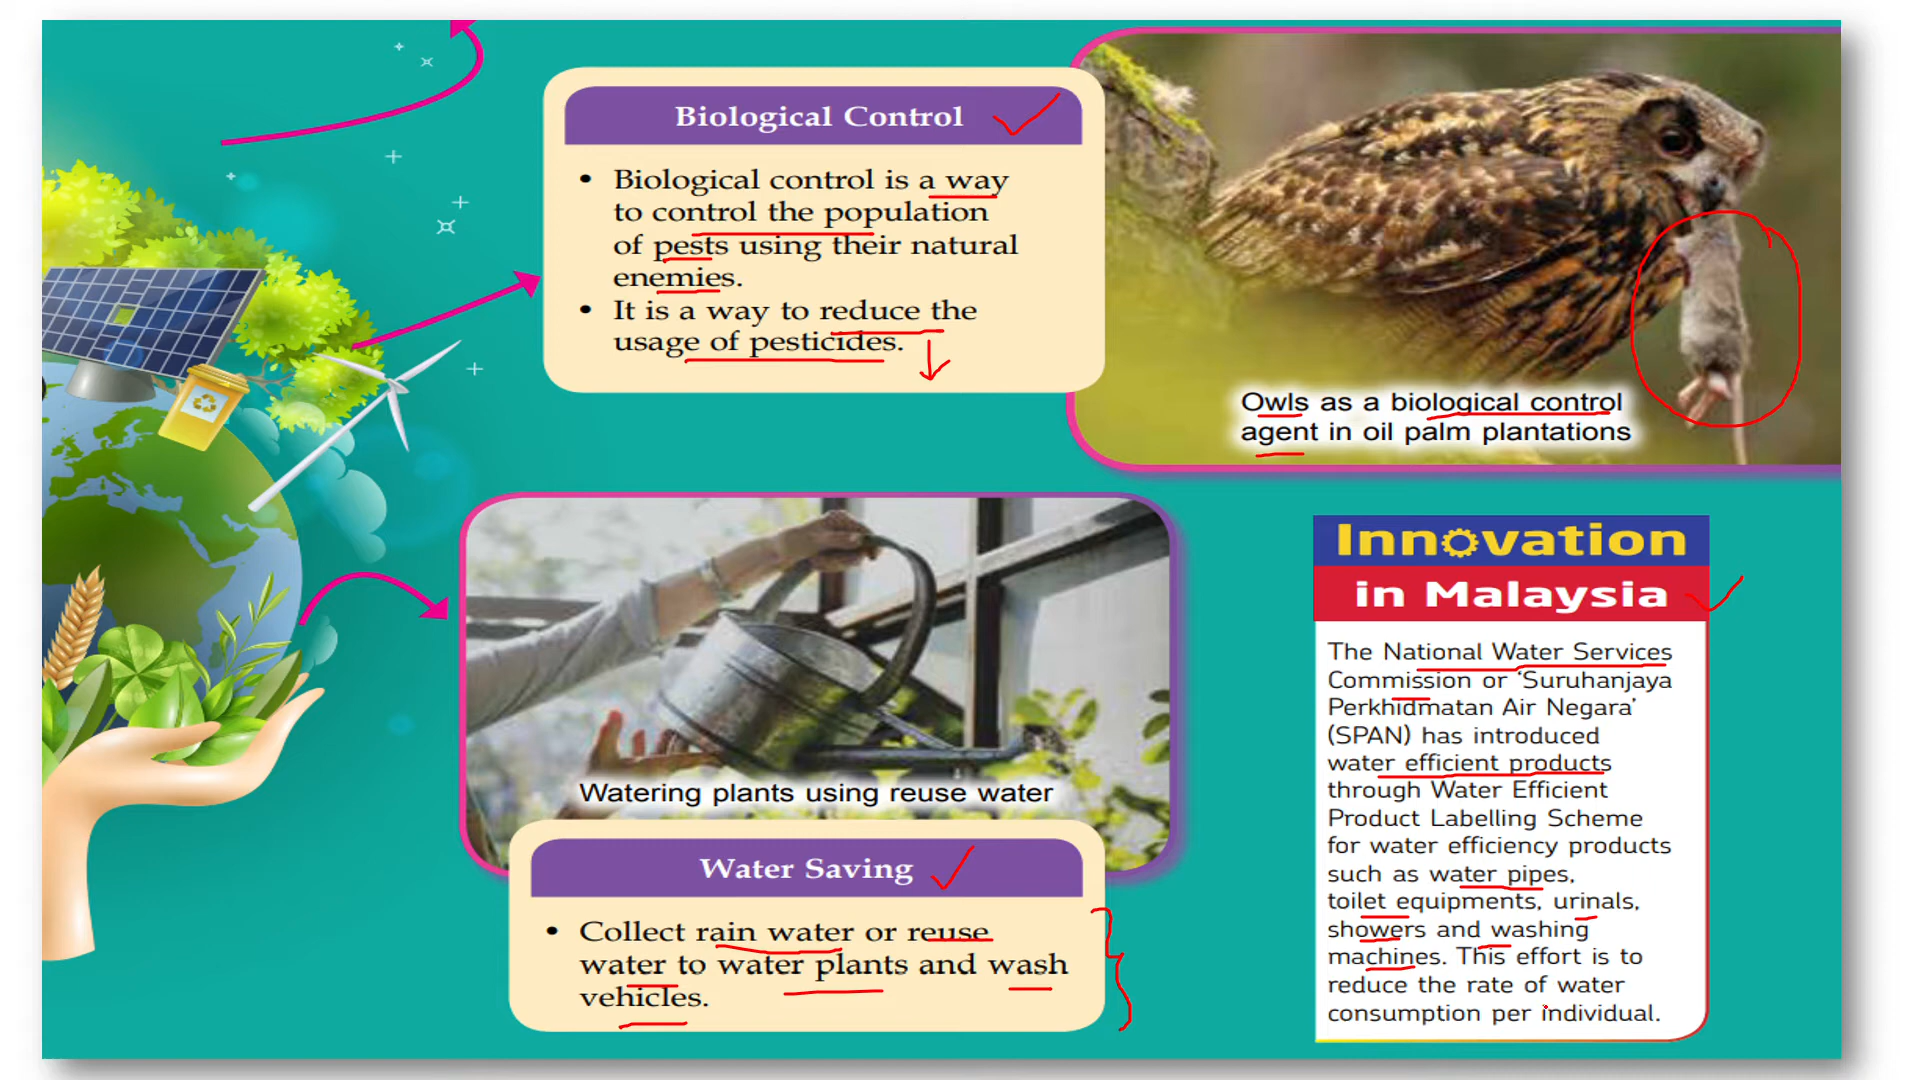 Biological Control
• Biological control is a way
to control the population
of pests using their natural
enemies.
• It is a way to reduce the
usage of pesticides.
Owls as a biological control
agent in oil palm plantations
Watering plants using reuse water
Water Saving
• Collect rain water or reuse
water to water plants and wash
vehicles.
Innovation
in Malaysia
The National Water Services
Commission or ‘Suruhanjaya
Perkhidmatan Air Negara’
(SPAN) has introduced
water efficient products
through Water Efficient
Product Labelling Scheme
for water efficiency products
such as water pipes,
toilet equipments, urinals,
showers and washing
machines. This effort is to
reduce the rate of water
consumption per individual.